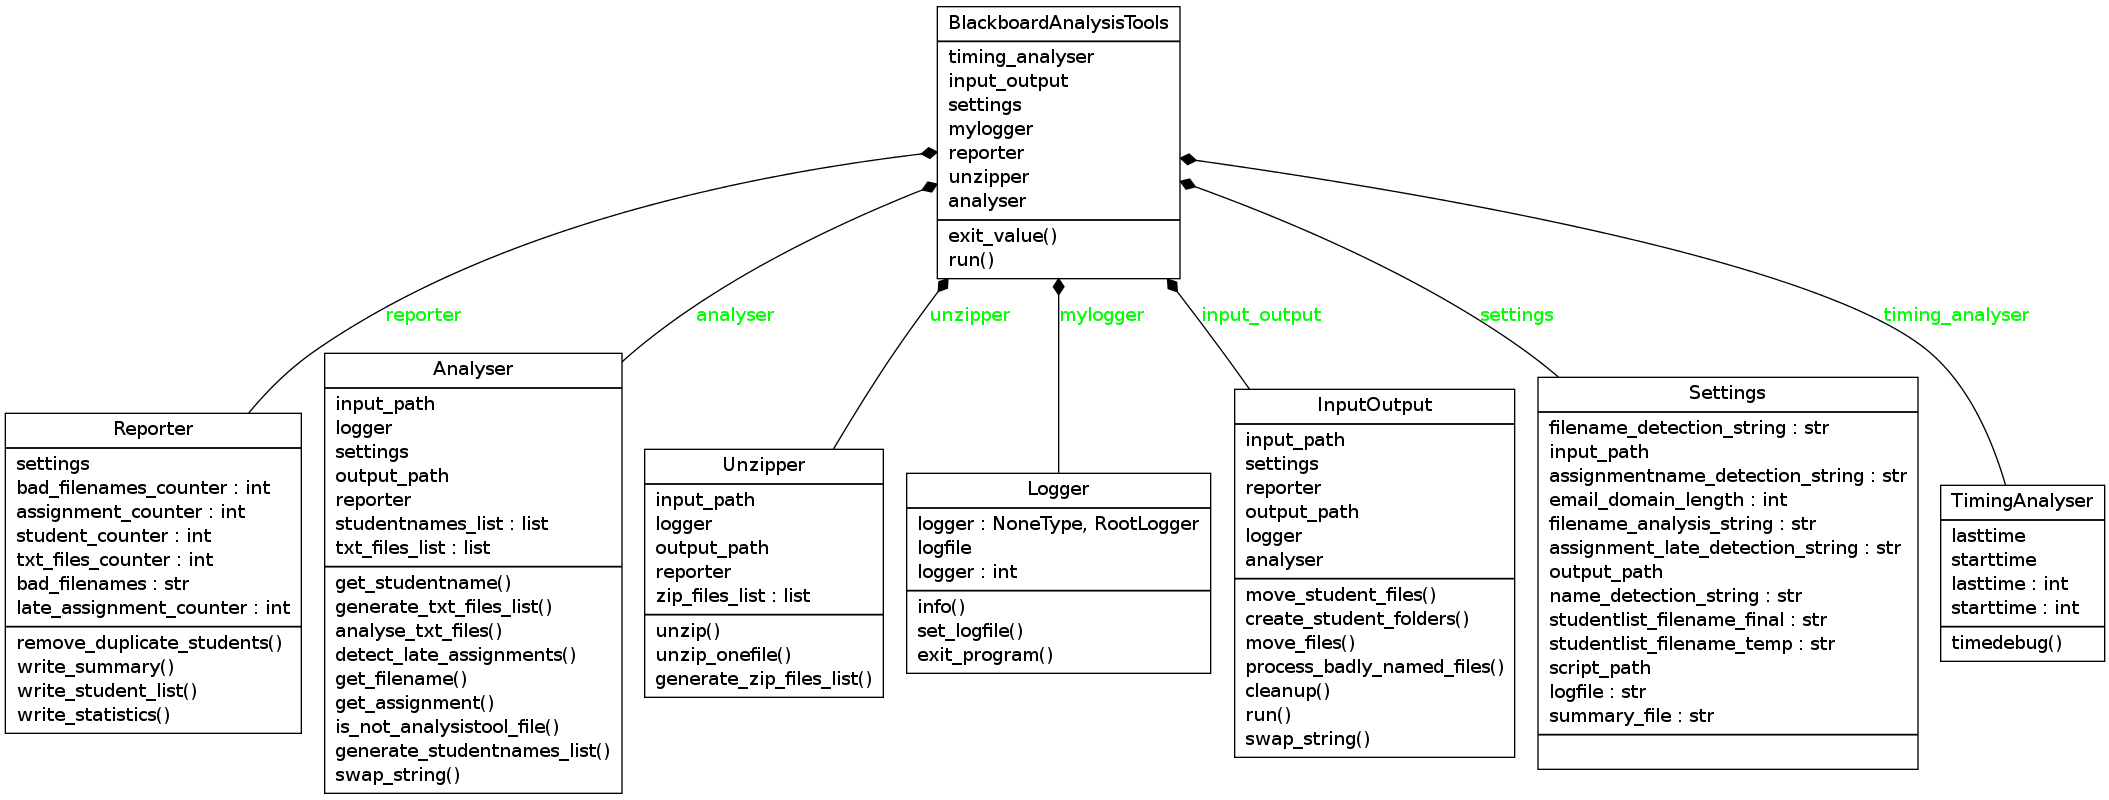 BlackboardAnalysisTools
timing_analyser
input_output
settings
mylogger
reporter
unzipper
analyser
exit_value()
run()
reporter
analyser
unzipper
mylogger
input_output
settings
timing_analyser
Reporter
settings
bad_filenames_counter : int
assignment_counter : int
student_counter : int
txt_files_counter : int
bad_filenames : str
late_assignment_counter : int
remove_duplicate_students()
write_summary()
write_student_list()
write_statistics()
Analyser
input_path
logger
settings
output_path
reporter
studentnames_list : list
txt_files_list : list
get_studentname()
generate_txt_files_list()
analyse_txt_files()
detect_late_assignments()
get_filename()
get_assignment()
is_not_analysistool_file()
generate_studentnames_list()
swap_string()
Unzipper
input_path
logger
output_path
reporter
zip_files_list : list
unzip()
unzip_onefile()
generate_zip_files_list()
Logger
logger : NoneType, RootLogger
logfile
logger : int
info()
set_logfile()
exit_program()
InputOutput
input_path
settings
reporter
output_path
logger
analyser
move_student_files()
create_student_folders()
move_files()
process_badly_named_files()
cleanup()
run()
swap_string()
Settings
filename_detection_string : str
input_path
assignmentname_detection_string : str
email_domain_length : int
filename_analysis_string : str
assignment_late_detection_string : str
output_path
name_detection_string : str
studentlist_filename_final : str
studentlist_filename_temp : str
script_path
logfile : str
summary_file : str
TimingAnalyser
lasttime
starttime
lasttime : int
starttime : int
timedebug()